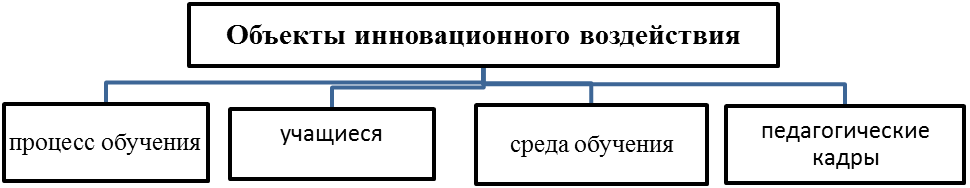 Объекты инновационного воздействия
процесс обучения
учащиеся
среда обучения
педагогические
кадры